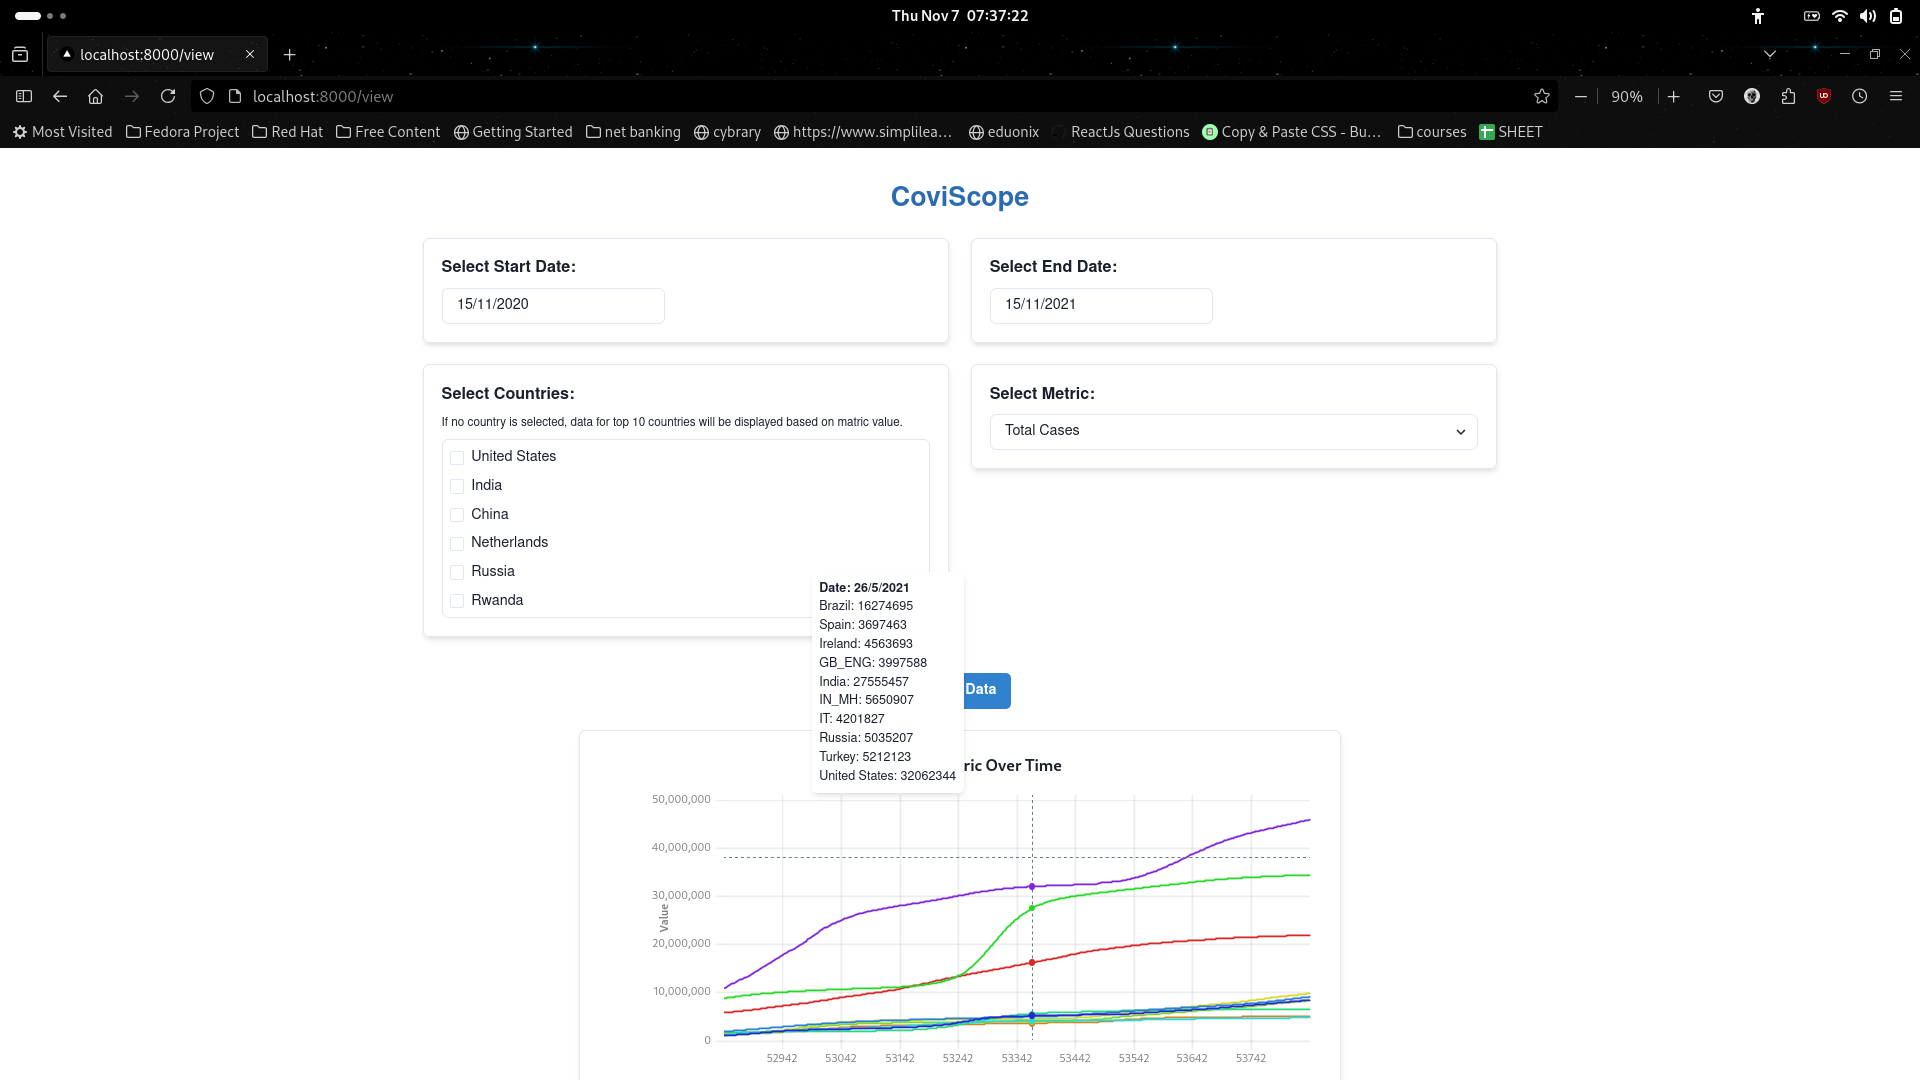 Thu Nov 7 07:37:22
localhost:8000/view
localhost:8000/view
90%
Most Visited Fedora Project Red Hat Free Content Getting Started net banking cybrary https://www.simplilea… eduonix ReactJs Questions Copy & Paste CSS - Bu… courses SHEET
CoviScope
Select Start Date:
15/11/2020
Select End Date:
15/11/2021
Select Countries:
If no country is selected, data for top 10 countries will be displayed based on matric value.
United States
India
China
Netherlands
Russia
Rwanda
Select Metric:
Total Cases
Date: 26/5/2021
Brazil: 16274695
Spain: 3697463
Ireland: 4563693
GB_ENG: 3997588
India: 27555457
IN_MH: 5650907
IT: 4201827
Russia: 5035207
Turkey: 5212123
United States: 32062344
Data
ric Over Time
Value
50,000,000
40,000,000
30,000,000
20,000,000
10,000,000
0
52942 53042 53142 53242 53342 53442 53542 53642 53742